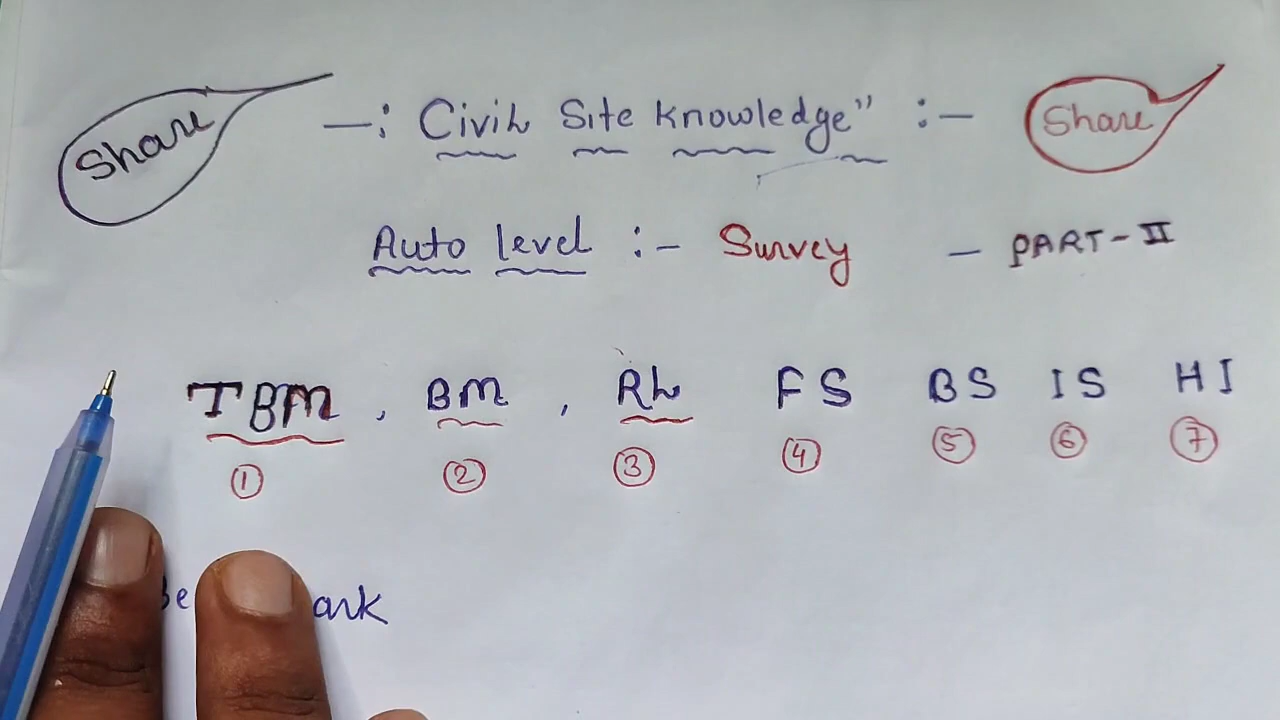 Share -: Civil Site Knowledge" :- Share
Auto level :- Survey - PART-II
TBM , BM , RL FS BS IS HI
1 2 3 4 5 6 7